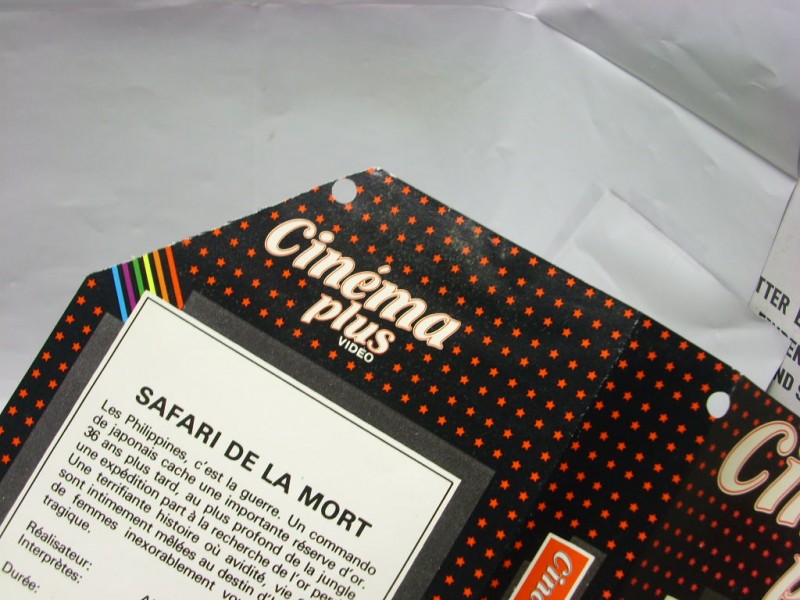 Cinéma
plus
VIDEO
SAFARI DE LA MORT
Les Philippines, c'est la guerre. Un commando
de japonais cache une importante réserve d'or.
36 ans plus tard, au plus profond de la jungle
une expédition part à la recherche de l'or
Une terrifiante histoire où avidité, vie
sont intimement mêlées au destin
de femmes inexorablement
tragique.
Réalisateur:
Interprètes:
Durée: